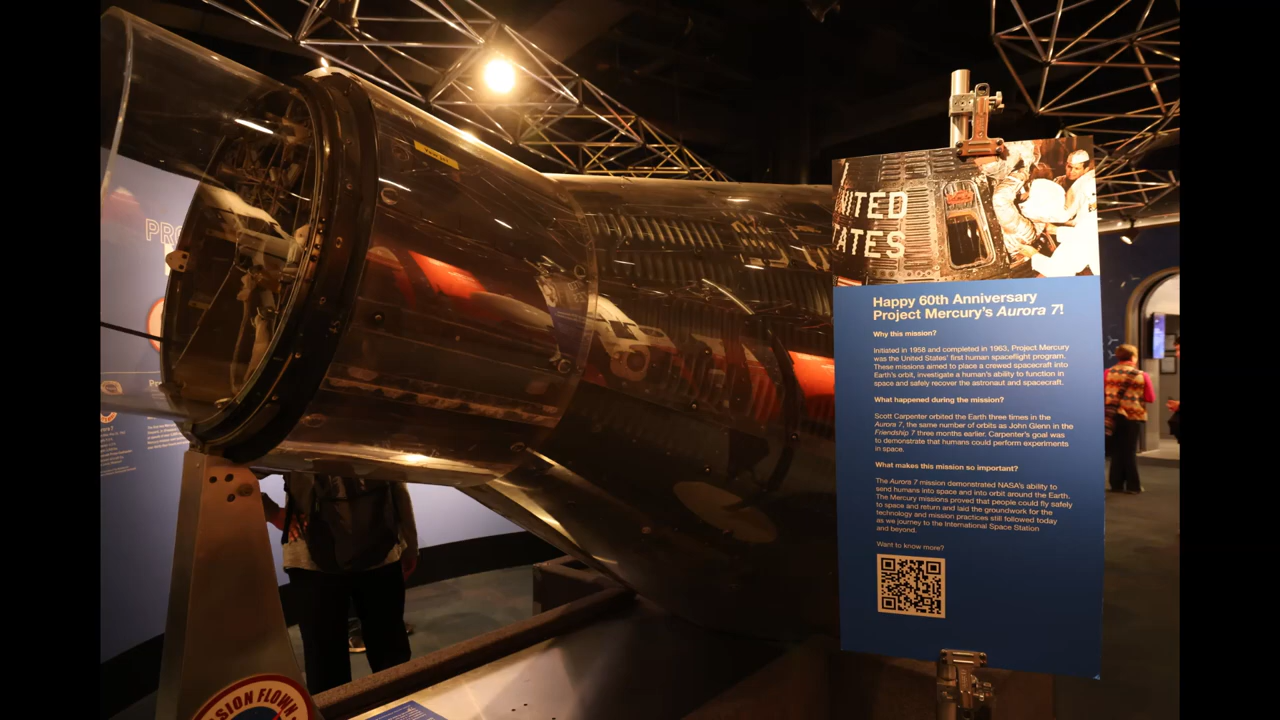 PRO
UNITED
STATES
Happy 60th Anniversary
Project Mercury's Aurora 7!
Why this mission?
Initiated in 1958 and completed in 1963, Project Mercury
was the United States' first human spaceflight program.
These missions aimed to place a crewed spacecraft into
Earth's orbit, investigate a human's ability to function in
space and safely recover the astronaut and spacecraft.
What happened during the mission?
Scott Carpenter orbited the Earth three times in the
Aurora 7, the same number of orbits as John Glenn in the
Friendship 7 three months earlier. Carpenter's goal was
to demonstrate that humans could perform experiments
in space.
What makes this mission so important?
The Aurora 7 mission demonstrated NASA's ability to
send humans into space and into orbit around the Earth.
The Mercury missions proved that people could fly safely
to space and return and laid the groundwork for the
technology and mission practices still followed today
as we journey to the International Space Station
and beyond.
Want to know more?
SION FLOWN